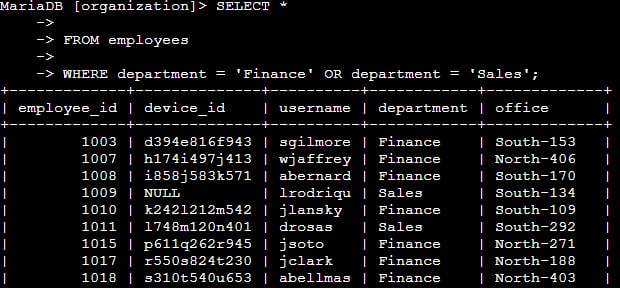 MariaDB [organization]> SELECT *
    ->
    -> FROM employees
    ->
    -> WHERE department = 'Finance' OR department = 'Sales';
+-------------+--------------+----------+------------+-----------+
| employee_id | device_id    | username | department | office    |
+-------------+--------------+----------+------------+-----------+
|        1003 | d394e816f943 | sgilmore | Finance    | South-153 |
|        1007 | h174i497j413 | wjaffrey | Finance    | North-406 |
|        1008 | i858j583k571 | abernard | Finance    | South-170 |
|        1009 | NULL         | lrodriqu | Sales      | South-134 |
|        1010 | k242l212m542 | jlansky  | Finance    | South-109 |
|        1011 | l748m120n401 | drosas   | Sales      | South-292 |
|        1015 | p611q262r945 | jsoto    | Finance    | North-271 |
|        1017 | r550s824t230 | jclark   | Finance    | North-188 |
|        1018 | s310t540u653 | abellmas | Finance    | North-403 |